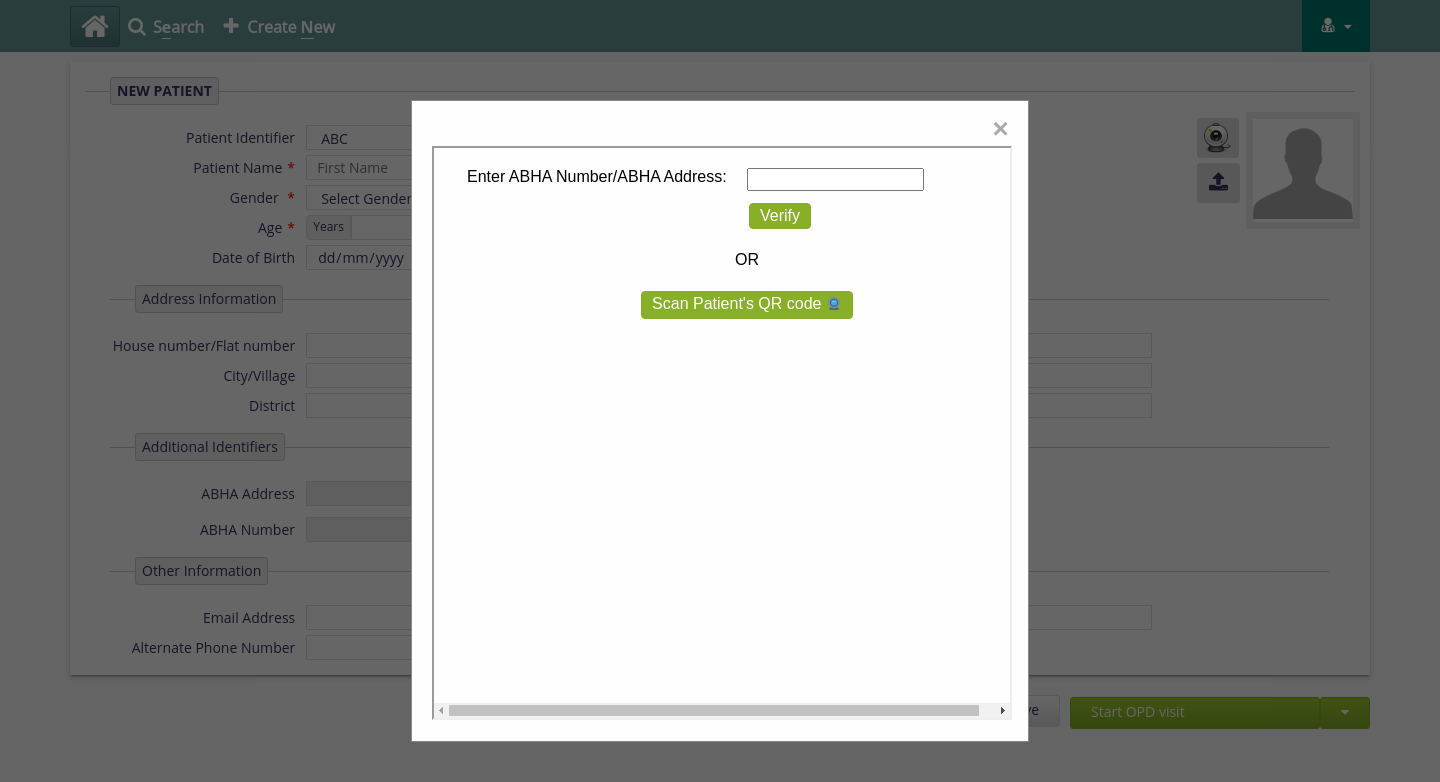 Search
Create New
NEW PATIENT
×
Patient Identifier ABC
Enter ABHA Number/ABHA Address:
Patient Name * First Name
Gender * Select Gender
Verify
Age * Years
Date of Birth dd/mm/yyyy
OR
Address Information
Scan Patient's QR code
House number/Flat number
City/Village
District
Additional Identifiers
ABHA Address
ABHA Number
Other Information
Email Address
Alternate Phone Number
Start OPD visit